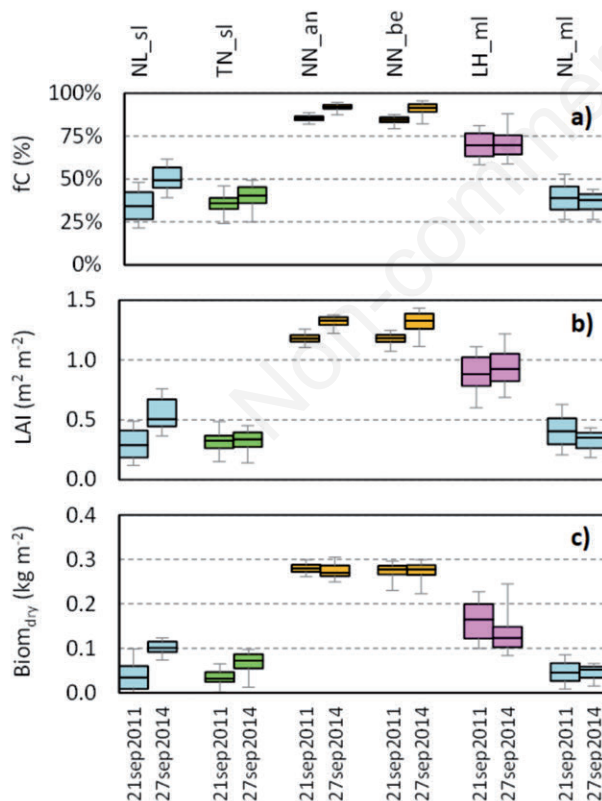 NL_sl TN_sl NN_an NN_be LH_ml NL_ml
100%
a)
75%
fC (%)
50%
25%
0%
1.5
b)
LAI (m² m⁻²)
1.0
0.5
0.0
0.4
c)
Biom_dry (kg m⁻²)
0.3
0.2
0.1
0.0
21sep2011 27sep2014 21sep2011 27sep2014 21sep2011 27sep2014 21sep2011 27sep2014 21sep2011 27sep2014 21sep2011 27sep2014
Non-commer